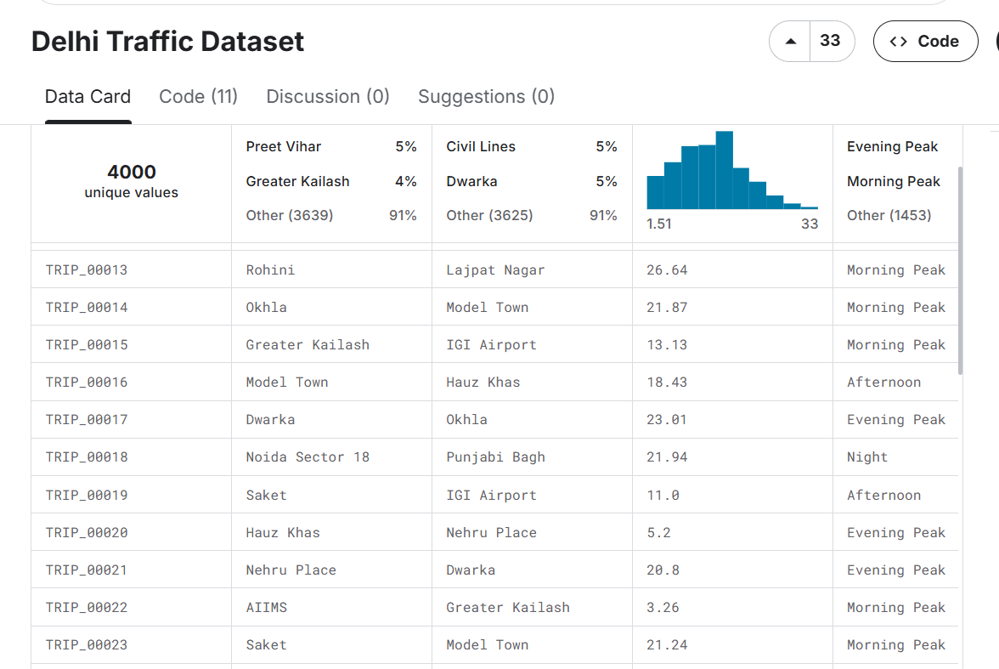 Delhi Traffic Dataset
33
<> Code
Data Card Code (11) Discussion (0) Suggestions (0)
4000
unique values
Preet Vihar 5%
Greater Kailash 4%
Other (3639) 91%
Civil Lines 5%
Dwarka 5%
Other (3625) 91%
1.51 33
Evening Peak
Morning Peak
Other (1453)
TRIP_00013 Rohini Lajpat Nagar 26.64 Morning Peak
TRIP_00014 Okhla Model Town 21.87 Morning Peak
TRIP_00015 Greater Kailash IGI Airport 13.13 Morning Peak
TRIP_00016 Model Town Hauz Khas 18.43 Afternoon
TRIP_00017 Dwarka Okhla 23.01 Evening Peak
TRIP_00018 Noida Sector 18 Punjabi Bagh 21.94 Night
TRIP_00019 Saket IGI Airport 11.0 Afternoon
TRIP_00020 Hauz Khas Nehru Place 5.2 Evening Peak
TRIP_00021 Nehru Place Dwarka 20.8 Evening Peak
TRIP_00022 AIIMS Greater Kailash 3.26 Morning Peak
TRIP_00023 Saket Model Town 21.24 Morning Peak